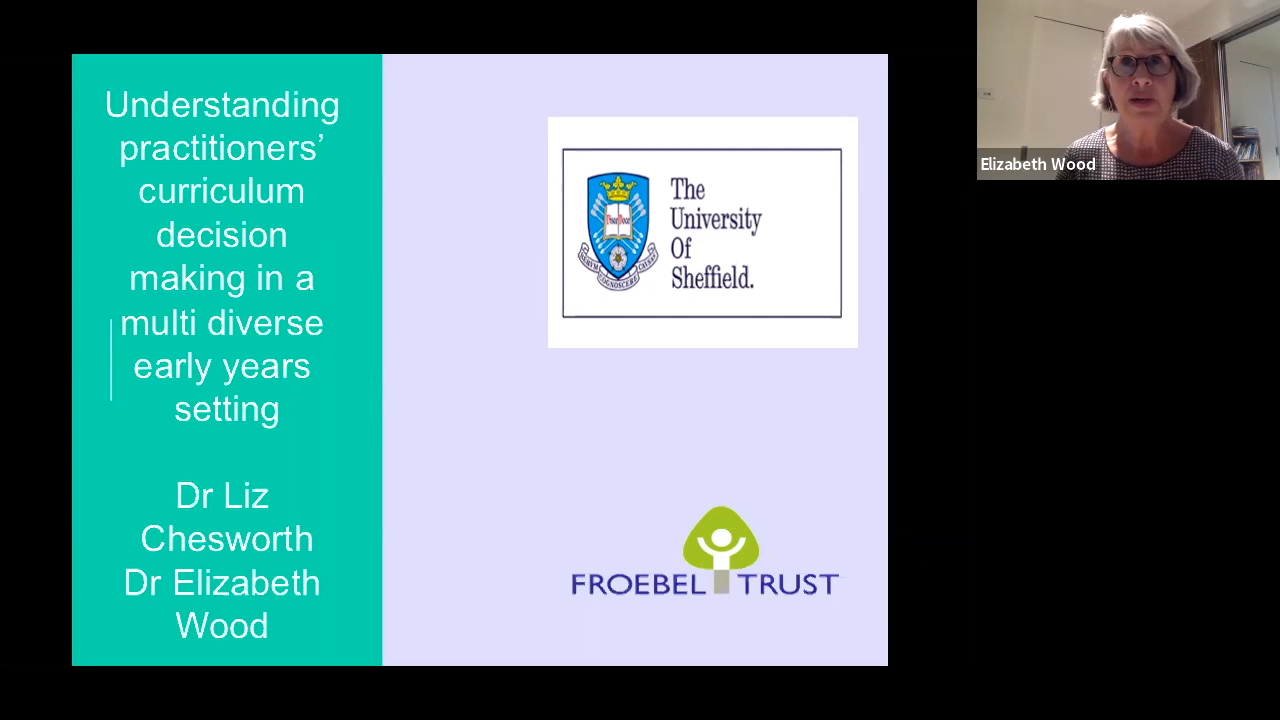 Understanding
practitioners’
curriculum
decision
making in a
multi diverse
early years
setting
Dr Liz
Chesworth
Dr Elizabeth
Wood
The
University
Of
Sheffield.
FROEBEL TRUST
Elizabeth Wood